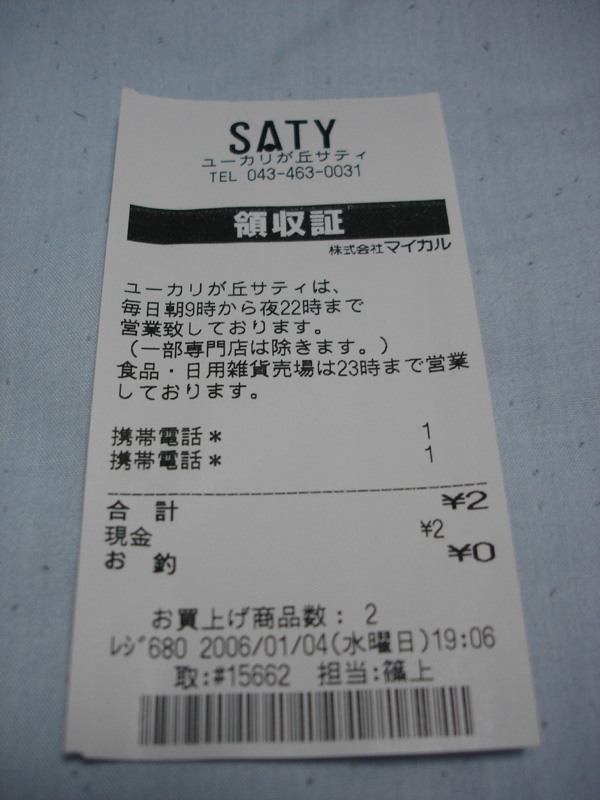 SATY
ユーカリが丘サティ
TEL 043-463-0031
領収証
株式会社マイカル
ユーカリが丘サティは、
毎日朝9時から夜22時まで
営業致しております。
（一部専門店は除きます。）
食品・日用雑貨売場は23時まで営業
しております。
携帯電話* 1
携帯電話* 1
合 計 ¥2
現金 ¥2
お 釣 ¥0
お買上げ商品数： 2
ﾚｼﾞ680 2006/01/04(水曜日)19:06
取:#15662 担当:篠上